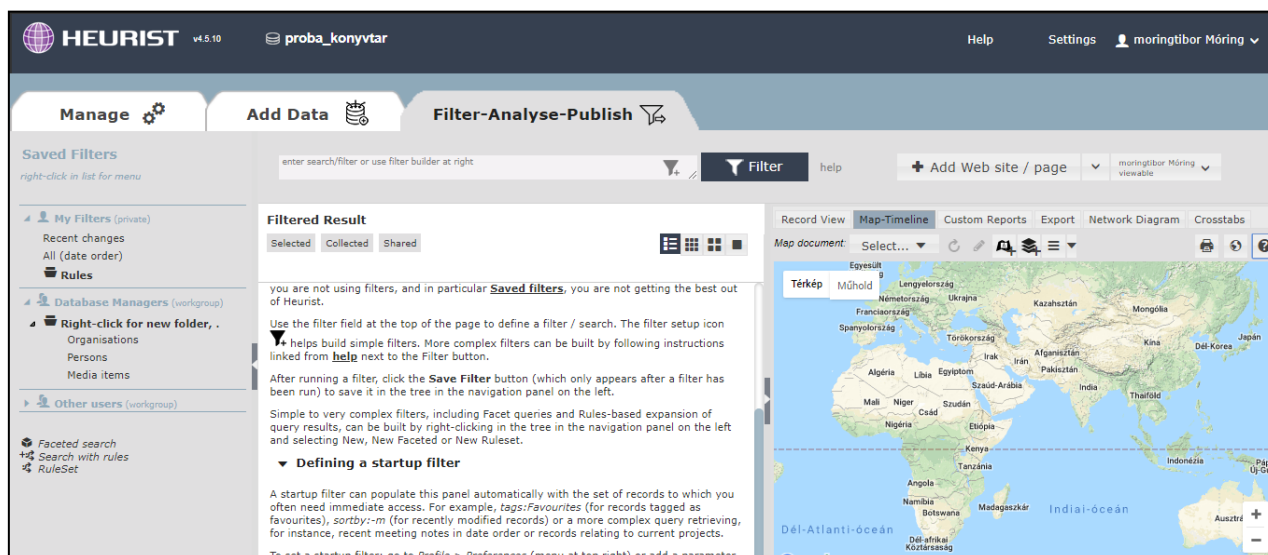 HEURIST v4.5.10 proba_konyvtar Help Settings moringtibor Móring
Manage Add Data Filter-Analyse-Publish
Saved Filters
right-click in list for menu
enter search/filter or use filter builder at right
Filter help Add Web site / page moringtibor Móring
viewable
My Filters (private)
Recent changes
All (date order)
Rules
Database Managers (workgroup)
Right-click for new folder, .
Organisations
Persons
Media items
Other users (workgroup)
Faceted search
Search with rules
RuleSet
Filtered Result
Selected Collected Shared
you are not using filters, and in particular Saved filters, you are not getting the best out
of Heurist.
Use the filter field at the top of the page to define a filter / search. The filter setup icon
helps build simple filters. More complex filters can be built by following instructions
linked from help next to the Filter button.
After running a filter, click the Save Filter button (which only appears after a filter has
been run) to save it in the tree in the navigation panel on the left.
Simple to very complex filters, including Facet queries and Rules-based expansion of
query results, can be built by right-clicking in the tree in the navigation panel on the left
and selecting New, New Faceted or New Ruleset.
Defining a startup filter
A startup filter can populate this panel automatically with the set of records to which you
often need immediate access. For example, tags:Favourites (for records tagged as
favourites), sortby:-m (for recently modified records) or a more complex query retrieving,
for instance, recent meeting notes in date order or records relating to current projects.
To set a startup filter, go to Profile > Preferences (menu at top right) or add a parameter
Record View Map-Timeline Custom Reports Export Network Diagram Crosstabs
Map document: Select...
Térkép Műhold
Egyesült
Lengyelország
Németország Ukrajna
Franciaország
Kazahsztán
Mongólia
Spanyolország
Törökország
Kína
Dél-Korea
Japán
Irak
Irán
Afganisztán
Pakisztán
Algéria
Líbia
Egyiptom
Szaúd-Arábia
India
Thaiföld
Mali
Niger
Csád
Szudán
Nigéria
Etiópia
Kenya
Tanzánia
Indonézia
Angola
Namíbia
Botswana
Madagaszkár
Indiai-óceán
Dél-Atlanti-óceán
Dél-afrikai
Köztársaság